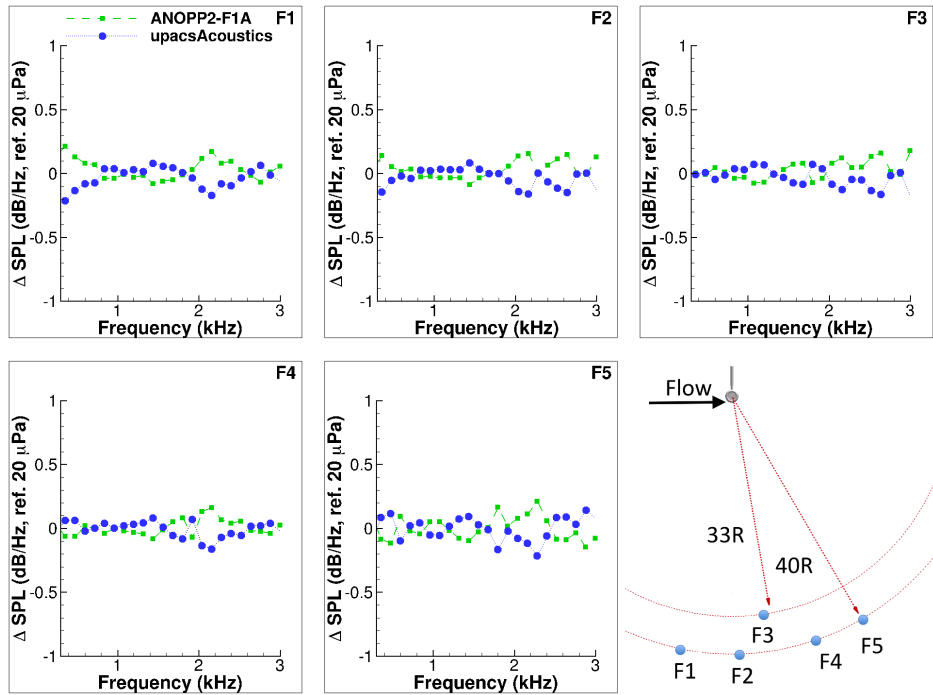 F1
ANOPP2-F1A
upacsAcoustics
Δ SPL (dB/Hz, ref. 20 μPa)
1
0.5
0
-0.5
-1
1
2
3
Frequency (kHz)
F2
Δ SPL (dB/Hz, ref. 20 μPa)
1
0.5
0
-0.5
-1
1
2
3
Frequency (kHz)
F3
Δ SPL (dB/Hz, ref. 20 μPa)
1
0.5
0
-0.5
-1
1
2
3
Frequency (kHz)
F4
Δ SPL (dB/Hz, ref. 20 μPa)
1
0.5
0
-0.5
-1
1
2
3
Frequency (kHz)
F5
Δ SPL (dB/Hz, ref. 20 μPa)
1
0.5
0
-0.5
-1
1
2
3
Frequency (kHz)
Flow
33R
40R
F3
F5
F4
F1
F2